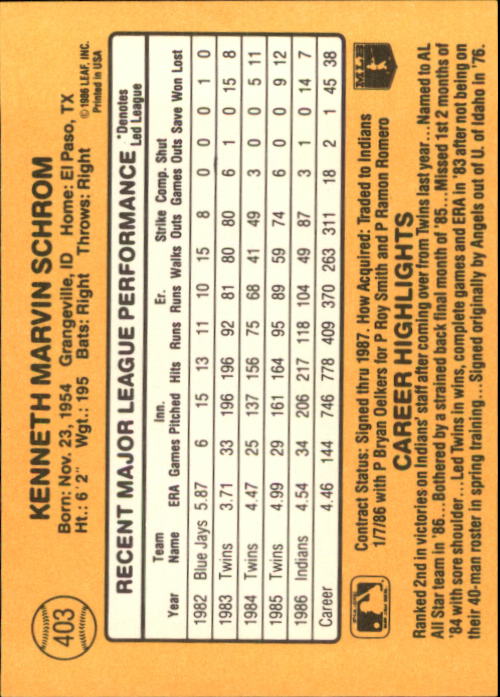 403
KENNETH MARVIN SCHROM
Born: Nov. 23, 1954 Grangeville, ID Home: El Paso, TX
Ht.: 6' 2" Wgt.: 195 Bats: Right Throws: Right
© 1986 LEAF, INC.
Printed in USA
RECENT MAJOR LEAGUE PERFORMANCE
*Denotes
Led League
Team Inn. Er. Strike Comp. Shut
Year Name ERA Games Pitched Hits Runs Runs Walks Outs Games Outs Save Won Lost
1982 Blue Jays 5.87 6 15 13 11 10 15 8 0 0 0 1 0
1983 Twins 3.71 33 196 196 92 81 80 80 6 1 0 15 8
1984 Twins 4.47 25 137 156 75 68 41 49 3 0 0 5 11
1985 Twins 4.99 29 161 164 95 89 59 74 6 0 0 9 12
1986 Indians 4.54 34 206 217 118 104 49 87 3 1 0 14 7
Career 4.46 144 746 778 409 370 263 311 18 2 1 45 38
Contract Status: Signed thru 1987. How Acquired: Traded to Indians
1/7/86 with P Bryan Oelkers for P Roy Smith and P Ramon Romero
MLB
CAREER HIGHLIGHTS
Ranked 2nd in victories on Indians' staff after coming over from Twins last year...Named to AL
All Star team in '86...Bothered by a strained back final month of '85...Missed 1st 2 months of
'84 with sore shoulder...Led Twins in wins, complete games and ERA in '83 after not being on
their 40-man roster in spring training...Signed originally by Angels out of U. of Idaho in '76.